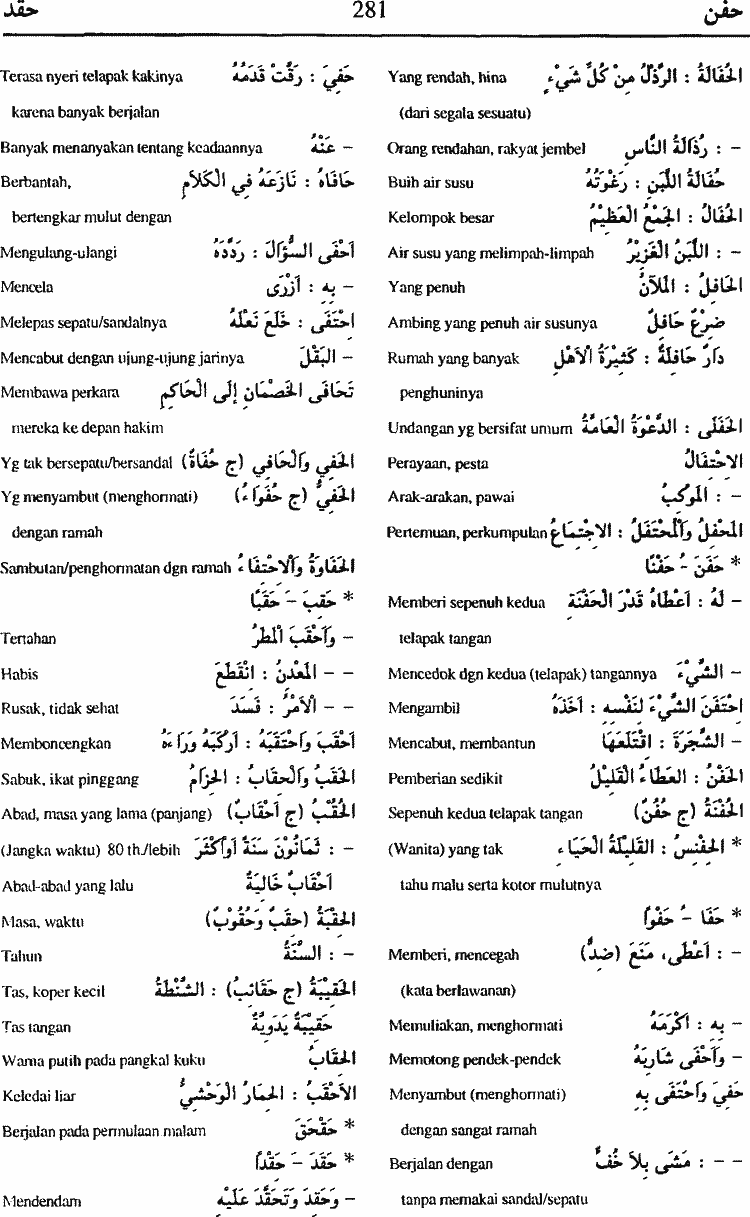 حفن 281 حقد
الحُفَالَةُ : الرَّذْلُ مِنْ كُلِّ شَيْءٍ Yang rendah, hina
(dari segala sesuatu)
- : رُذَالَةُ النَّاسِ Orang rendahan, rakyat jembel
حُفَالَةُ اللَّبَنِ : رَغْوَتُهُ Buih air susu
الحُفَالُ : الجَمْعُ الْعَظِيْمُ Kelompok besar
- : اللَّبَنُ الْغَزِيْرُ Air susu yang melimpah-limpah
الحَافِلُ : المَلآنُ Yang penuh
ضَرْعٌ حَافِلٌ Ambing yang penuh air susunya
دَارٌ حَافِلَةٌ : كَثِيْرَةُ الأَهْلِ Rumah yang banyak
penghuninya
الحَفَلَى : الدَّعْوَةُ الْعَامَّةُ Undangan yg bersifat umum
الاحْتِفَالُ Perayaan, pesta
- : المَوْكِبُ Arak-arakan, pawai
المَحْفِلُ وَالْمُحْتَفَلُ : الاجْتِمَاعُ Pertemuan, perkumpulan
* حَفَنَ -ُ حَفْنًا
- لَهُ : أَعْطَاهُ قَدْرَ الْحَفْنَةِ Memberi sepenuh kedua
telapak tangan
- الشَّيْءَ Mencedok dgn kedua (telapak) tangannya
احْتَفَنَ الشَّيْءَ لِنَفْسِهِ : أَخَذَهُ Mengambil
- الشَّجَرَةَ : اقْتَلَعَهَا Mencabut, membantun
الحَفْنُ : العَطَاءُ الْقَلِيْلُ Pemberian sedikit
الحُفْنَةُ (ج حُفَنٌ) Sepenuh kedua telapak tangan
* الحِفْنِسُ : القَلِيْلَةُ الْحَيَاءِ (Wanita) yang tak
tahu malu serta kotor mulutnya
* حَفَا -ُ حَفْواً
- : أَعْطَى، مَنَعَ (ضِدٌّ) Memberi, mencegah
(kata berlawanan)
- بِهِ : أَكْرَمَهُ Memuliakan, menghormati
- وَأَحْفَى شَارِبَهُ Memotong pendek-pendek
حَفِيَ وَاحْتَفَى بِهِ Menyambut (menghormati)
dengan sangat ramah
- - : مَشَى بِلاَ خُفٍّ Berjalan dengan
tanpa memakai sandal/sepatu
حَفِيَ : رَقَّتْ قَدَمُهُ Terasa nyeri telapak kakinya
karena banyak berjalan
- عَنْهُ Banyak menanyakan tentang keadaannya
حَافَاهُ : نَازَعَهُ فِي الْكَلاَمِ Berbantah,
bertengkar mulut dengan
أَحْفَى السُّؤَالَ : رَدَّدَهُ Mengulang-ulangi
- بِهِ : أَزْرَى Mencela
احْتَفَى : خَلَعَ نَعْلَهُ Melepas sepatu/sandalnya
- البَقْلَ Mencabut dengan ujung-ujung jarinya
تَحَافَى الْخَصْمَانِ إِلَى الْحَاكِمِ Membawa perkara
mereka ke depan hakim
الحَفِي وَالْحَافِي (ج حُفَاةٌ) Yg tak bersepatu/bersandal
الحَفِيُّ (ج حُفَوَاءُ) Yg menyambut (menghormati)
dengan ramah
الحَفَاوَةُ وَالاحْتِفَاءُ Sambutan/penghormatan dgn ramah
* حَقِبَ -َ حَقَبًا
- وَأَحْقَبَ الْمَطَرُ Tertahan
- - المَعْدِنُ : انْقَطَعَ Habis
- - الأَمْرُ : فَسَدَ Rusak, tidak sehat
أَحْقَبَ وَاحْتَقَبَهُ : أَرْكَبَهُ وَرَاءَهُ Memboncengkan
الحَقَبُ وَالْحِقَابُ : الحِزَامُ Sabuk, ikat pinggang
الحُقْبُ (ج أَحْقَابٌ) Abad, masa yang lama (panjang)
- : ثَمَانُوْنَ سَنَةً أَوْأَكْثَرَ (Jangka waktu) 80 th./lebih
أَحْقَابٌ خَالِيَةٌ Abad-abad yang lalu
الحِقْبَةُ (حِقَبٌ وَحُقُوْبٌ) Masa, waktu
- : السَّنَةُ Tahun
الحَقِيْبَةُ (ج حَقَائِبُ) : الشَّنْطَةُ Tas, koper kecil
حَقِيْبَةٌ يَدَوِيَّةٌ Tas tangan
الحِقَابُ Warna putih pada pangkal kuku
الأَحْقَبُ : الحِمَارُ الْوَحْشِيُّ Keledai liar
* حَقْحَقَ Berjalan pada permulaan malam
* حَقَدَ -ِ حَقْدًا
- وَحَقِدَ وَتَحَقَّدَ عَلَيْهِ Mendendam